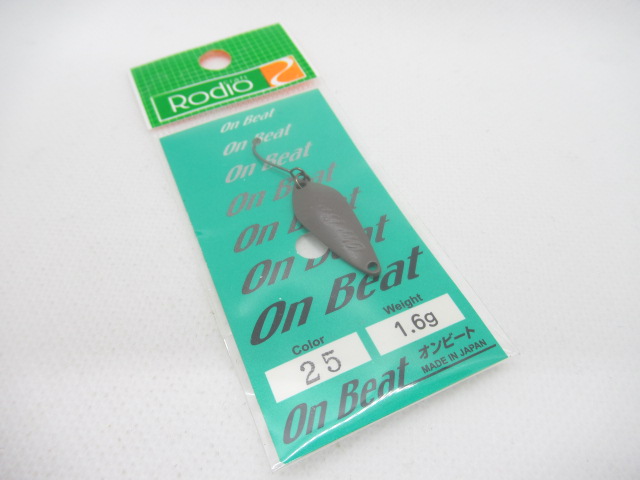 Rodio
craft
On Beat
On Beat
On Beat
On Beat
On Beat
On Beat
On Beat
Color
25
Weight
1.6g
On Beat
オンビート
MADE IN JAPAN